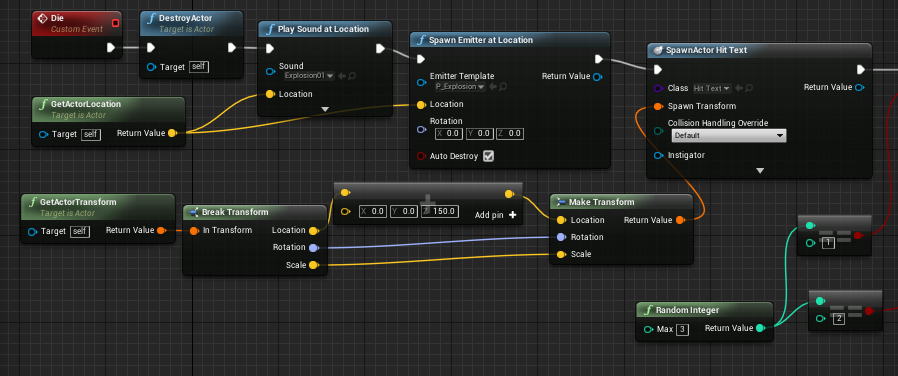 Die
Custom Event
DestroyActor
Target is Actor
Target self
Play Sound at Location
Sound
Explosion01
Location
Spawn Emitter at Location
Emitter Template
P_Explosion
Return Value
Location
Rotation
X 0.0 Y 0.0 Z 0.0
Auto Destroy
SpawnActor Hit Text
Class Hit Text
Return Value
Spawn Transform
Collision Handling Override
Default
Instigator
GetActorLocation
Target is Actor
Target self Return Value
GetActorTransform
Target is Actor
Target self Return Value
Break Transform
In Transform Location
Rotation
Scale
X 0.0 Y 0.0 Z 150.0
Add pin
Make Transform
Location Return Value
Rotation
Scale
1
2
Random Integer
Max 3 Return Value